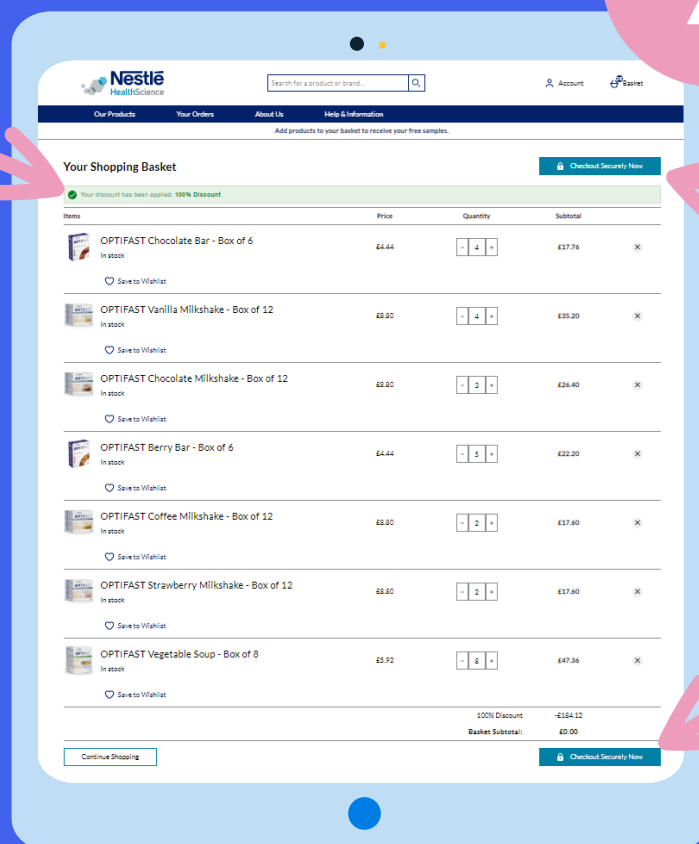 Nestlé
HealthScience
Search for a product or brand...
Account
Basket
Our Products Your Orders About Us Help & Information
Add products to your basket to receive your free samples.
Your Shopping Basket
Checkout Securely Now
Your discount has been applied: 100% Discount
Items Price Quantity Subtotal
OPTIFAST Chocolate Bar - Box of 6
In stock
£4.44 - 4 + £17.76 ×
Save to Wishlist
OPTIFAST Vanilla Milkshake - Box of 12
In stock
£8.80 - 4 + £35.20 ×
Save to Wishlist
OPTIFAST Chocolate Milkshake - Box of 12
In stock
£8.80 - 3 + £26.40 ×
Save to Wishlist
OPTIFAST Berry Bar - Box of 6
In stock
£4.44 - 5 + £22.20 ×
Save to Wishlist
OPTIFAST Coffee Milkshake - Box of 12
In stock
£8.80 - 2 + £17.60 ×
Save to Wishlist
OPTIFAST Strawberry Milkshake - Box of 12
In stock
£8.80 - 2 + £17.60 ×
Save to Wishlist
OPTIFAST Vegetable Soup - Box of 8
In stock
£5.92 - 8 + £47.36 ×
Save to Wishlist
100% Discount -£184.12
Basket Subtotal: £0.00
Continue Shopping
Checkout Securely Now